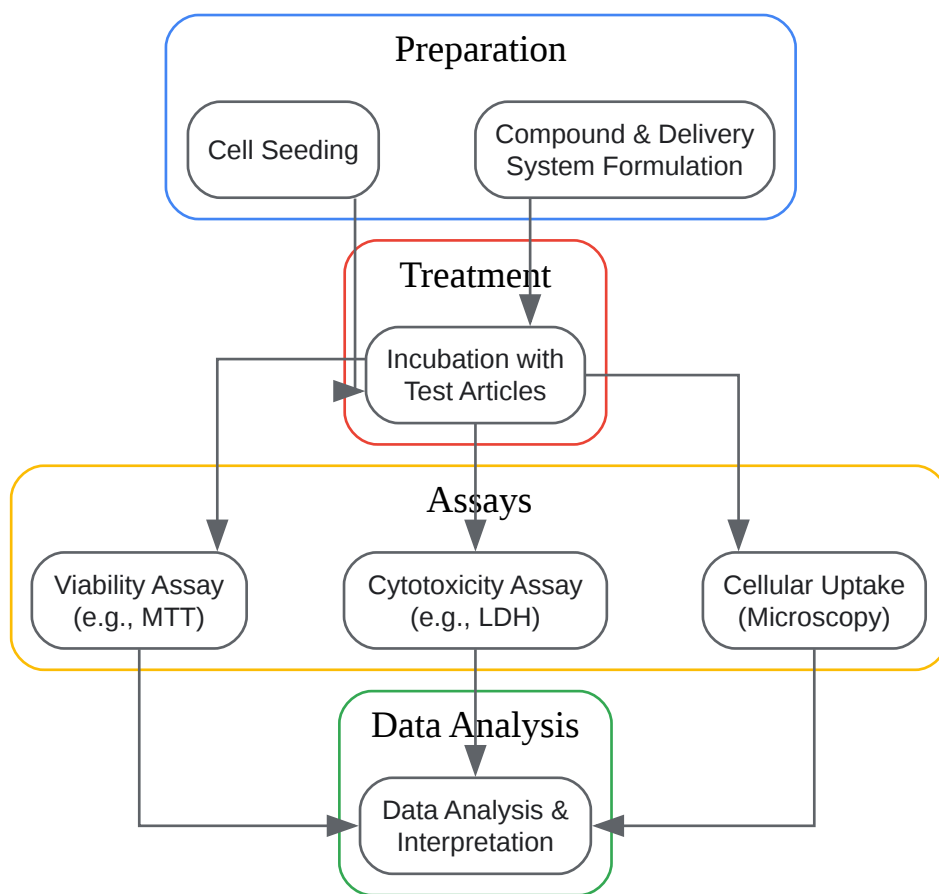 Preparation
Cell Seeding
Compound & Delivery
System Formulation
Treatment
Incubation with
Test Articles
Assays
Viability Assay
(e.g., MTT)
Cytotoxicity Assay
(e.g., LDH)
Cellular Uptake
(Microscopy)
Data Analysis
Data Analysis &
Interpretation